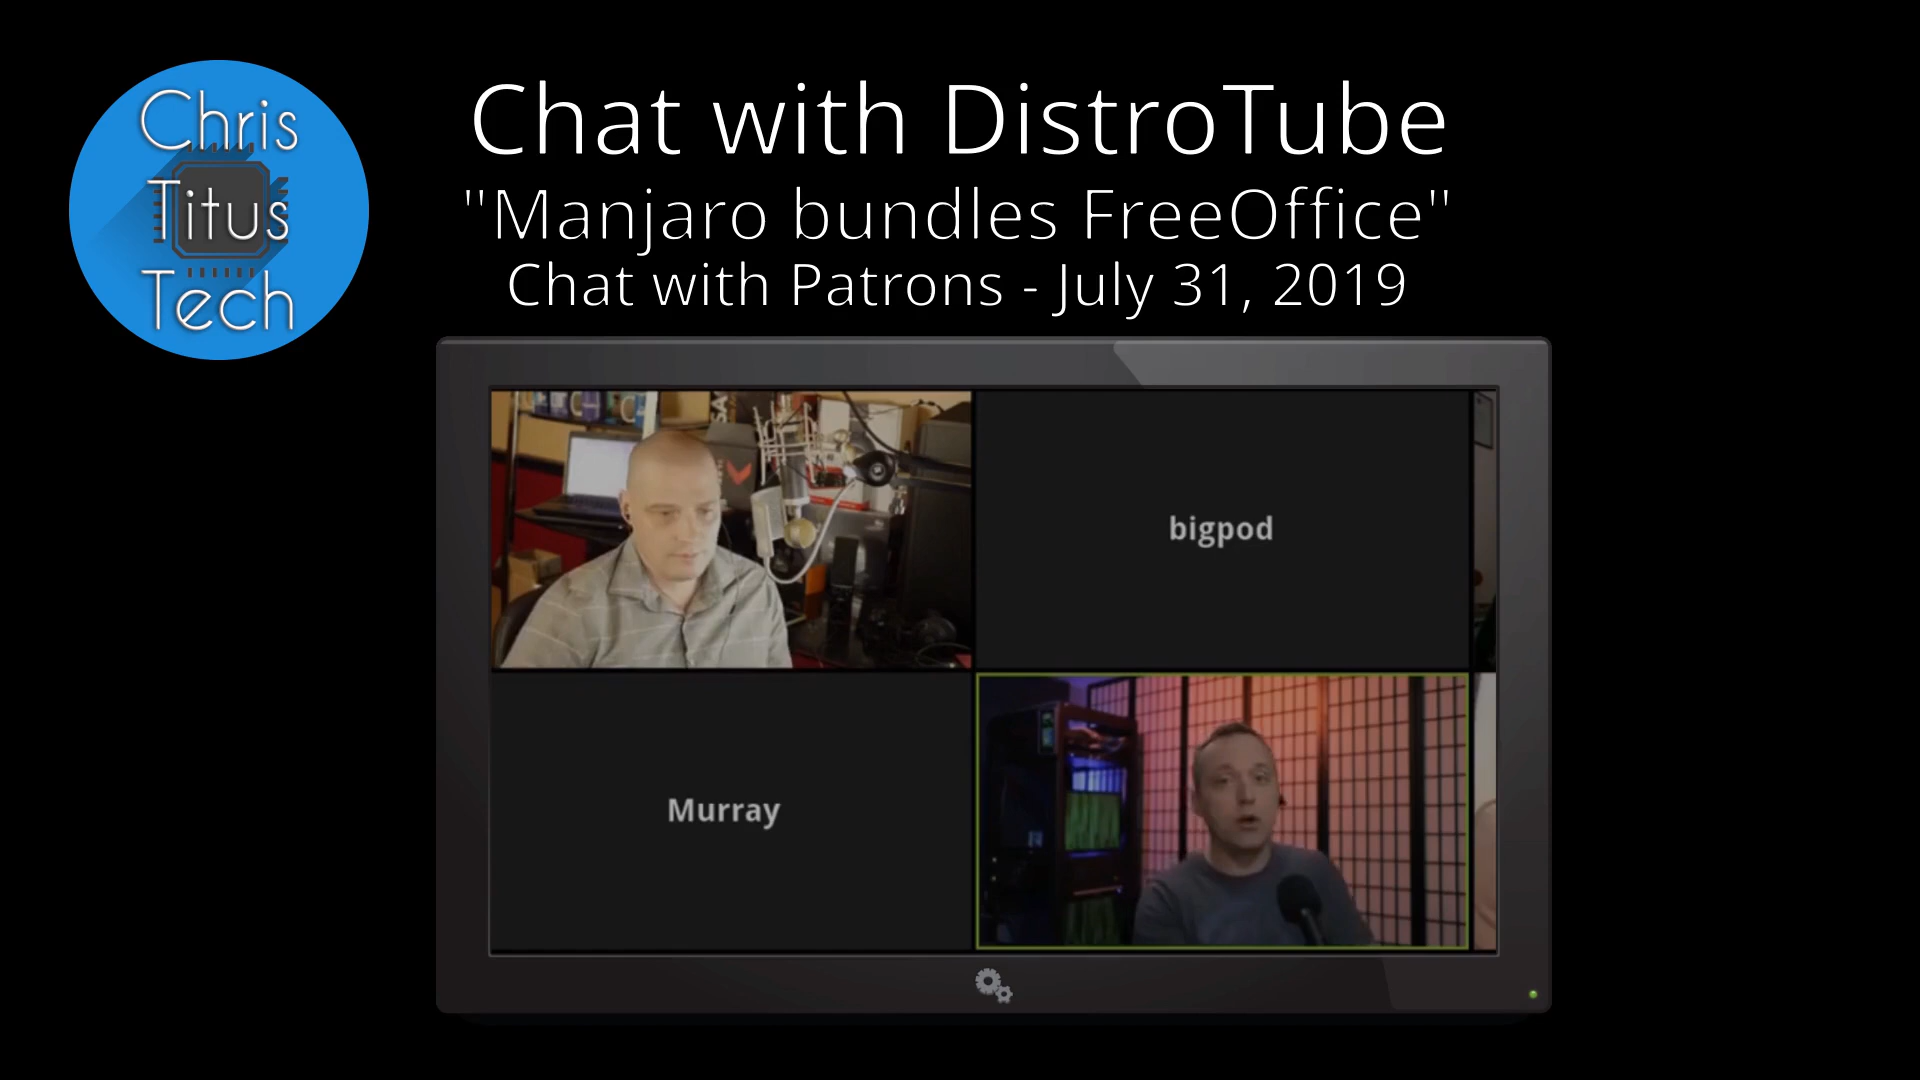 Chris
Titus
Tech
Chat with DistroTube
"Manjaro bundles FreeOffice"
Chat with Patrons - July 31, 2019
bigpod
Murray